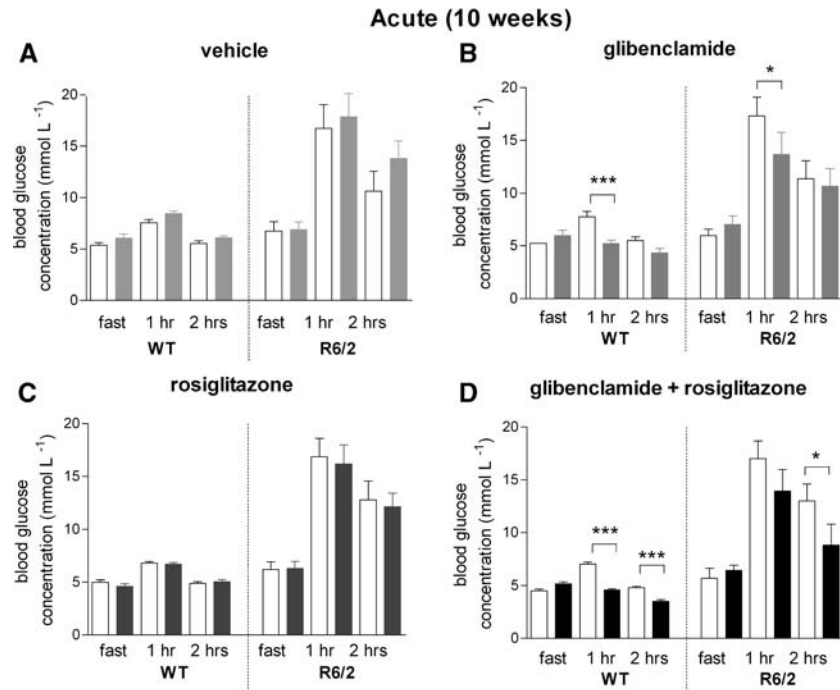 Acute (10 weeks)
A
vehicle
blood glucose
concentration (mmol L -1)
20
15
10
5
0
fast 1 hr 2 hrs fast 1 hr 2 hrs
WT R6/2
B
glibenclamide
blood glucose
concentration (mmol L -1)
20
15
10
5
0
***
*
fast 1 hr 2 hrs fast 1 hr 2 hrs
WT R6/2
C
rosiglitazone
blood glucose
concentration (mmol L -1)
20
15
10
5
0
fast 1 hr 2 hrs fast 1 hr 2 hrs
WT R6/2
D
glibenclamide + rosiglitazone
blood glucose
concentration (mmol L -1)
20
15
10
5
0
***
***
*
fast 1 hr 2 hrs fast 1 hr 2 hrs
WT R6/2